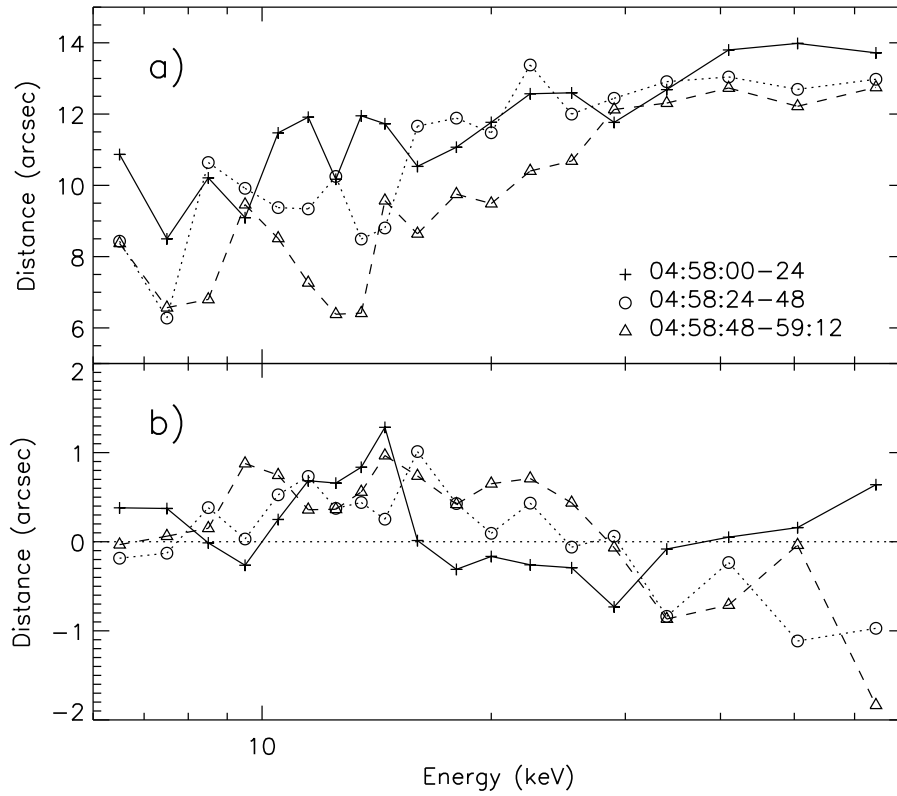 14
12
10
8
6
Distance (arcsec)
a)
04:58:00-24
04:58:24-48
04:58:48-59:12
2
1
0
-1
-2
Distance (arcsec)
b)
10
Energy (keV)